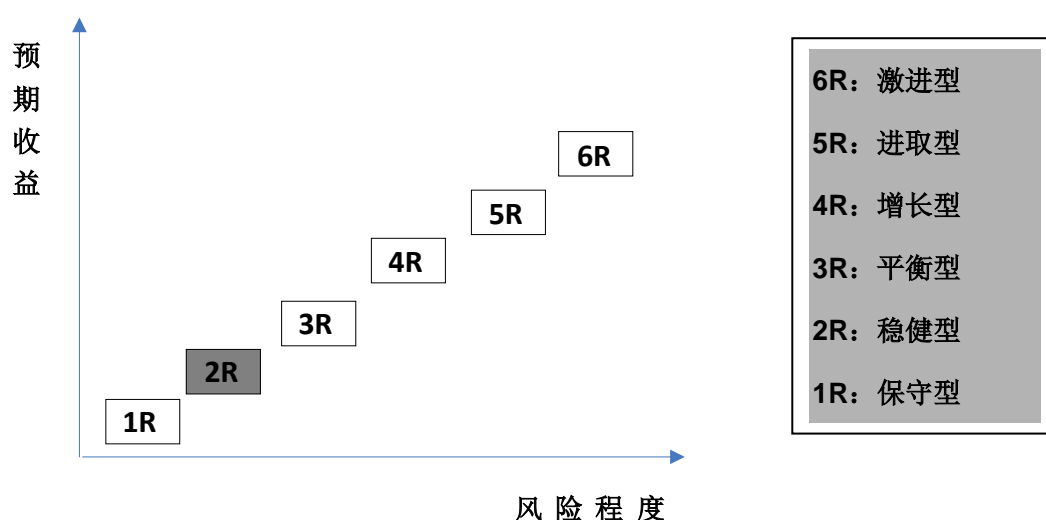 预期收益
6R
5R
4R
3R
2R
1R
风险程度
6R：激进型
5R：进取型
4R：增长型
3R：平衡型
2R：稳健型
1R：保守型